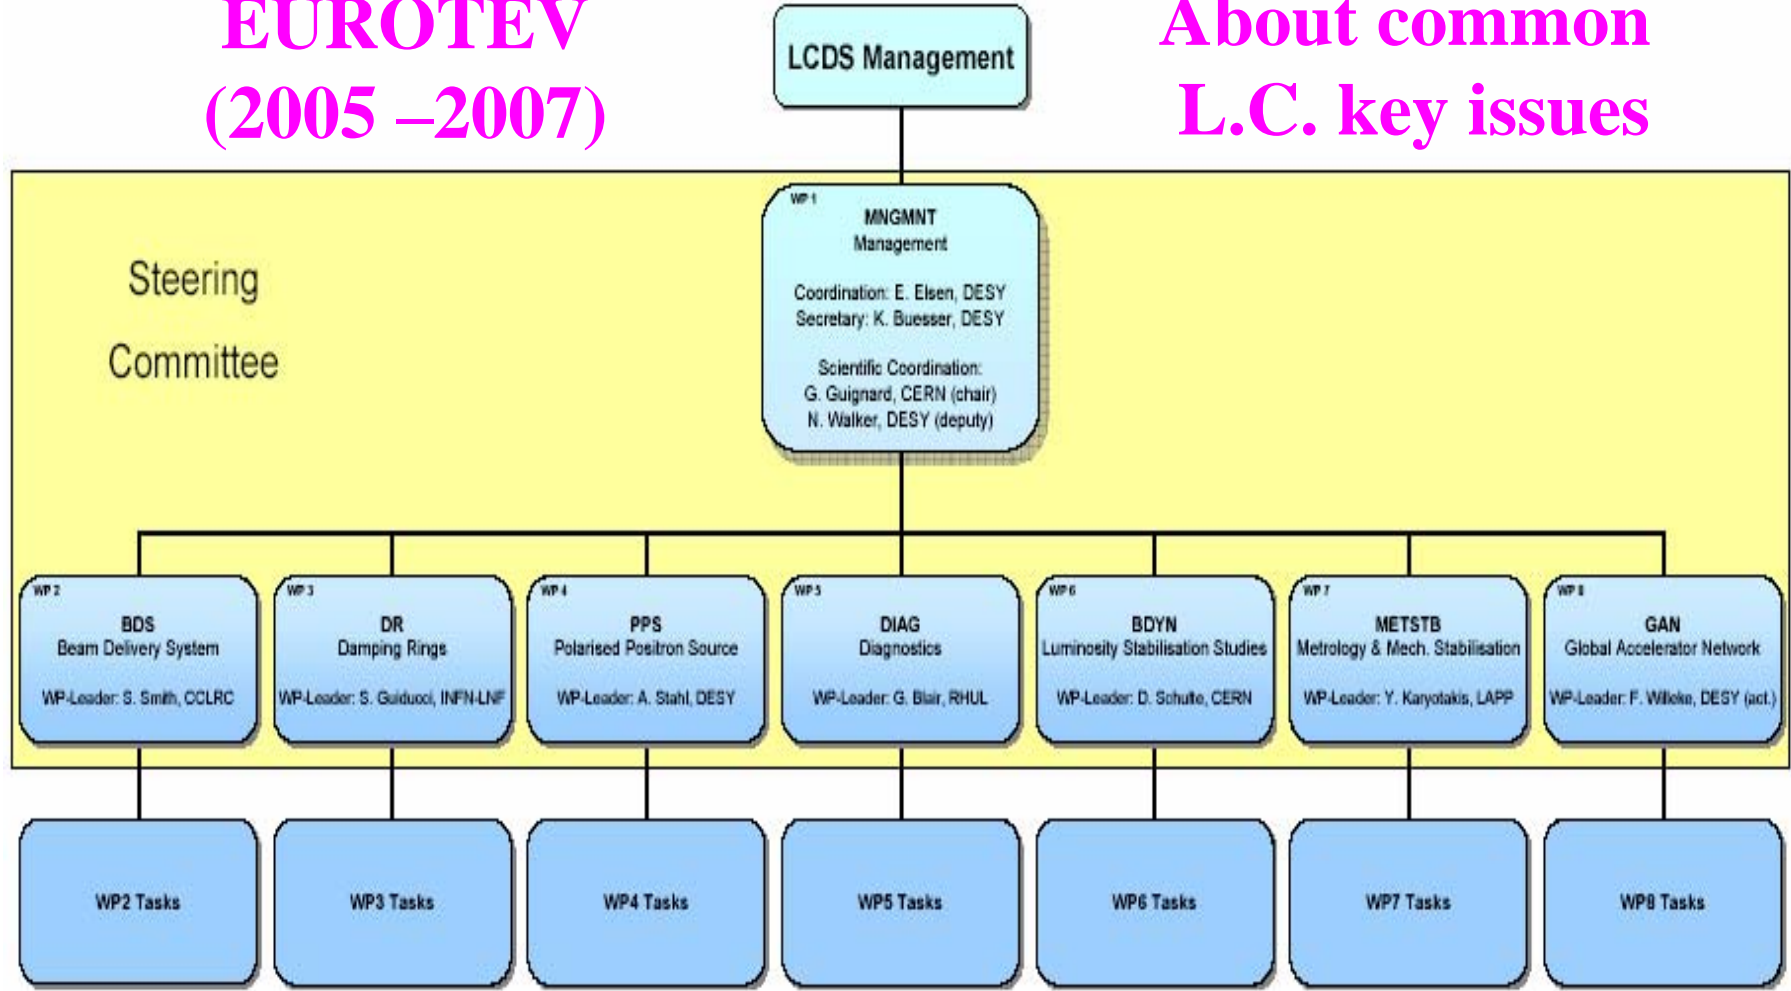 EUROTEV
(2005 –2007)
About common
L.C. key issues
LCDS Management
Steering
Committee
WP 1
MNGMNT
Management
Coordination: E. Elsen, DESY
Secretary: K. Buesser, DESY
Scientific Coordination:
G. Guignard, CERN (chair)
N. Walker, DESY (deputy)
WP 2
BDS
Beam Delivery System
WP-Leader: S. Smith, CCLRC
WP 3
DR
Damping Rings
WP-Leader: S. Guiducci, INFN-LNF
WP 4
PPS
Polarised Positron Source
WP-Leader: A. Stahl, DESY
WP 5
DIAG
Diagnostics
WP-Leader: G. Blair, RHUL
WP 6
BDYN
Luminosity Stabilisation Studies
WP-Leader: D. Schulte, CERN
WP 7
METSTB
Metrology & Mech. Stabilisation
WP-Leader: Y. Karyotakis, LAPP
WP 8
GAN
Global Accelerator Network
WP-Leader: F. Willeke, DESY (act.)
WP2 Tasks
WP3 Tasks
WP4 Tasks
WP5 Tasks
WP6 Tasks
WP7 Tasks
WP8 Tasks